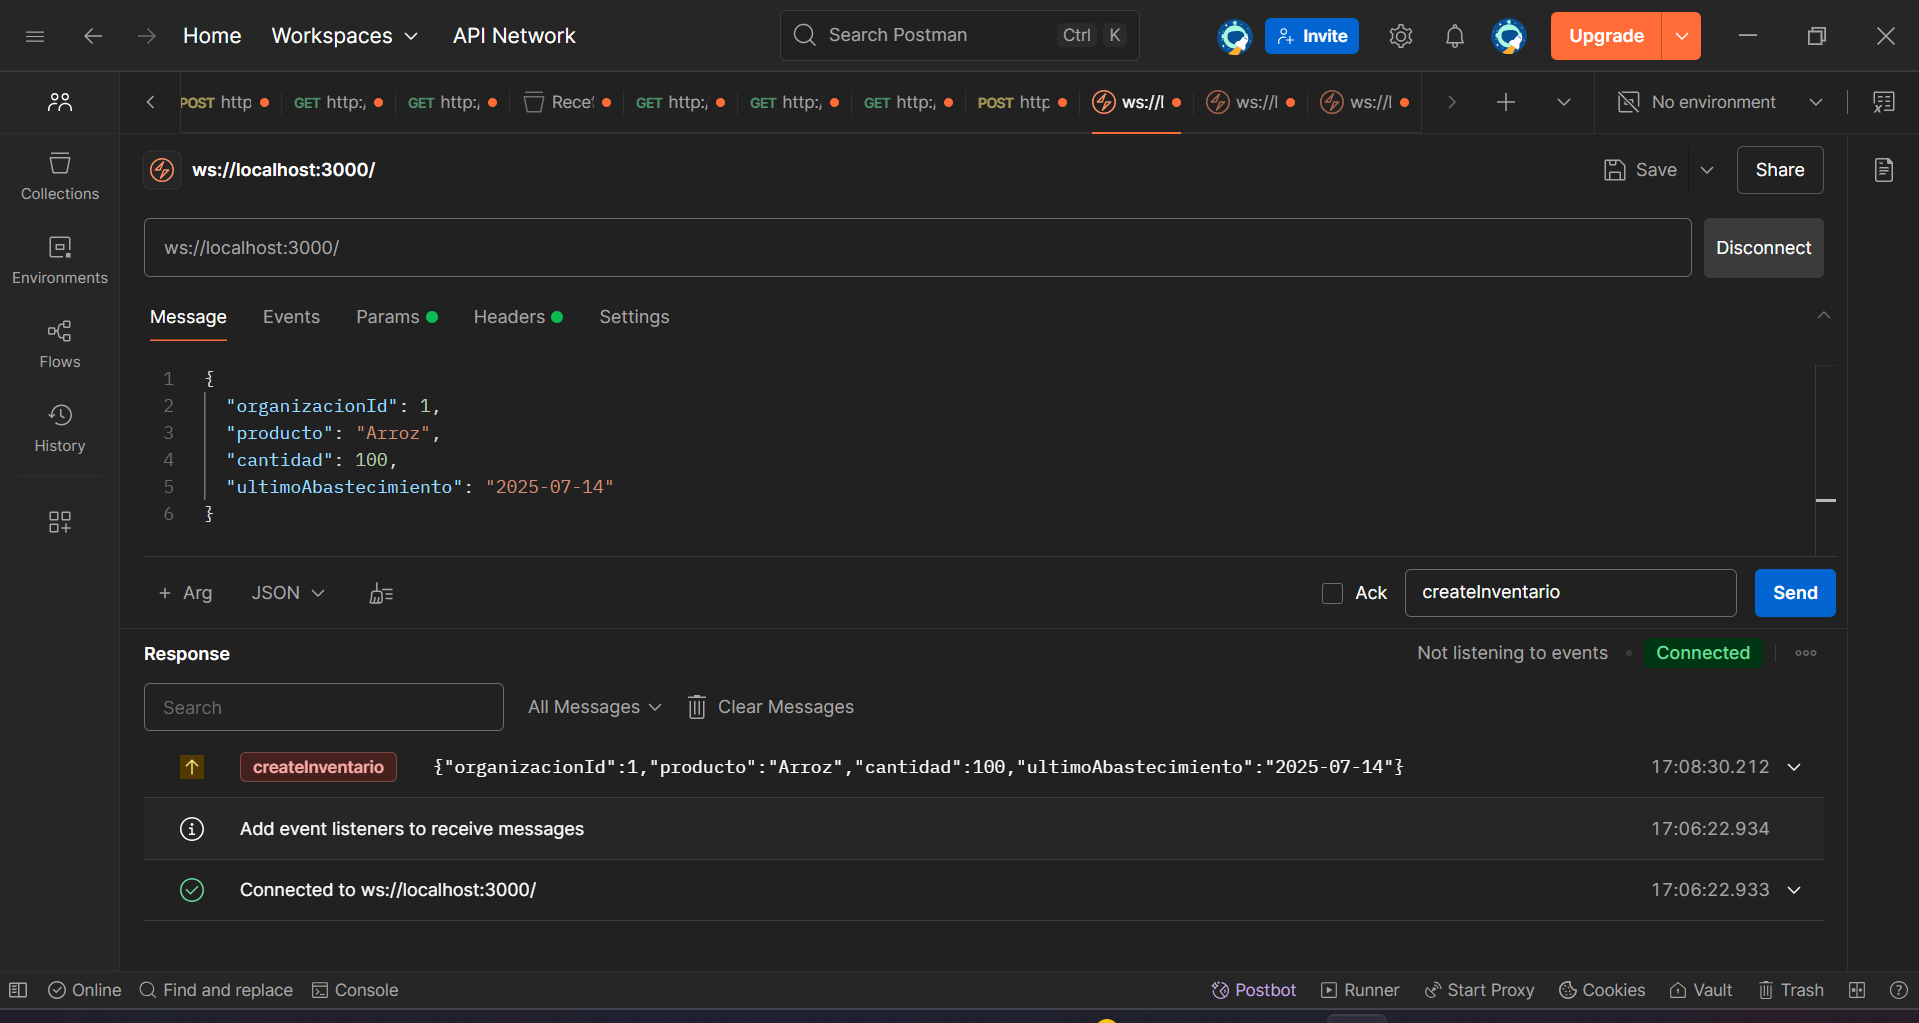 Home Workspaces API Network Search Postman Ctrl K Invite Upgrade
POST http GET http:/ GET http:/ Rece GET http:/ GET http:/ GET http:/ POST http ws://l ws://l ws://l No environment
ws://localhost:3000/ Save Share
Collections
ws://localhost:3000/ Disconnect
Environments
Message Events Params Headers Settings
Flows
History
1 {
2 "organizacionId": 1,
3 "producto": "Arroz",
4 "cantidad": 100,
5 "ultimoAbastecimiento": "2025-07-14"
6 }
+ Arg JSON Ack createInventario Send
Response Not listening to events Connected
Search All Messages Clear Messages
createInventario {"organizacionId":1,"producto":"Arroz","cantidad":100,"ultimoAbastecimiento":"2025-07-14"} 17:08:30.212
Add event listeners to receive messages 17:06:22.934
Connected to ws://localhost:3000/ 17:06:22.933
Online Find and replace Console Postbot Runner Start Proxy Cookies Vault Trash